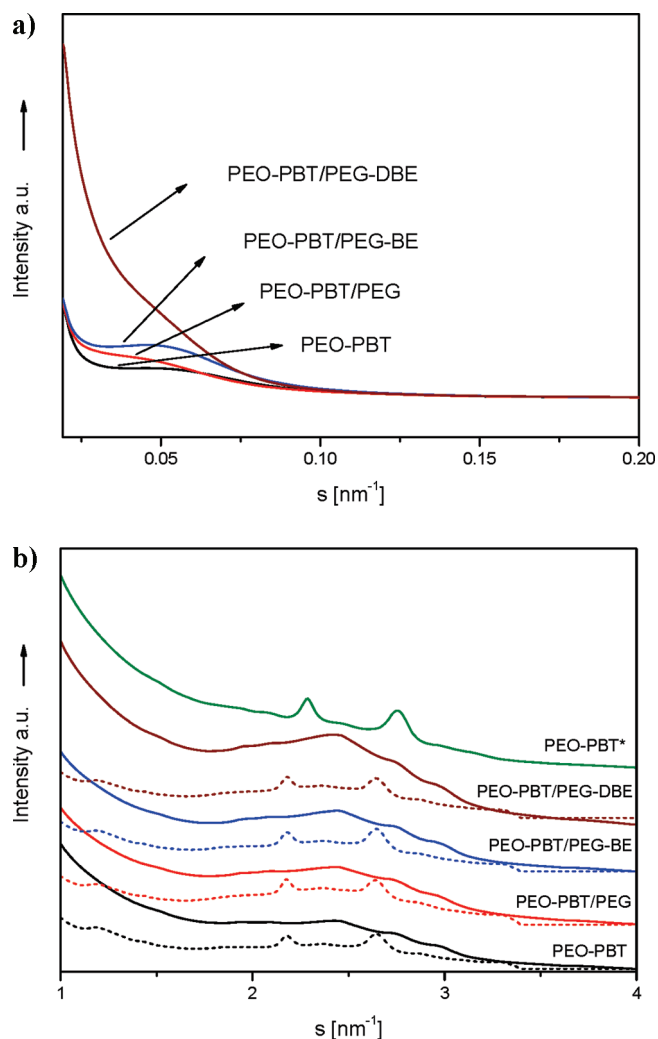 a)
Intensity a.u.
PEO-PBT/PEG-DBE
PEO-PBT/PEG-BE
PEO-PBT/PEG
PEO-PBT
0.05 0.10 0.15 0.20
s [nm⁻¹]
b)
Intensity a.u.
PEO-PBT*
PEO-PBT/PEG-DBE
PEO-PBT/PEG-BE
PEO-PBT/PEG
PEO-PBT
1 2 3 4
s [nm⁻¹]